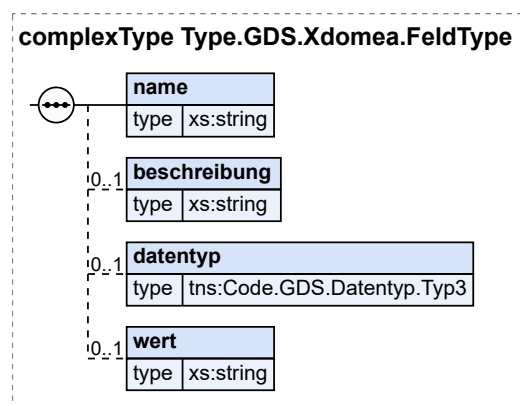 complexType Type.GDS.Xdomea.FeldType
name
type xs:string
0..1 beschreibung
type xs:string
0..1 datentyp
type tns:Code.GDS.Datentyp.Typ3
0..1 wert
type xs:string